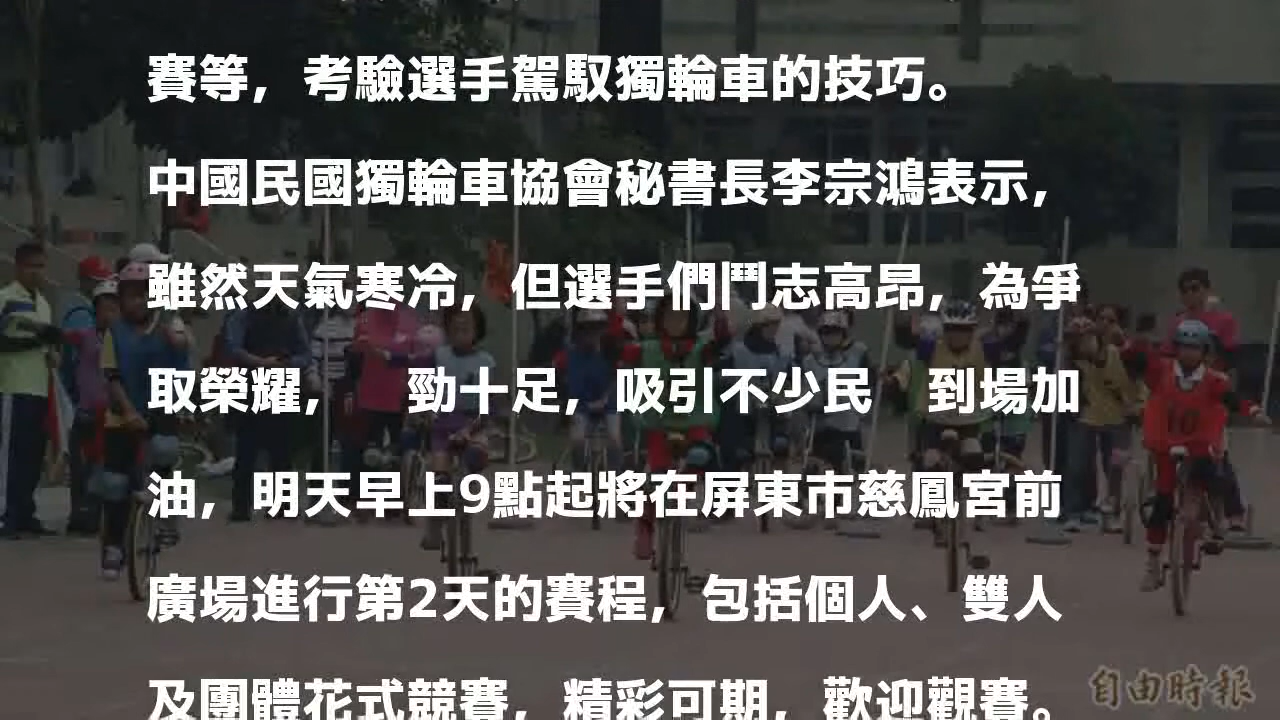 賽等，考驗選手駕馭獨輪車的技巧。
中國民國獨輪車協會秘書長李宗鴻表示，
雖然天氣寒冷，但選手們鬥志高昂，為爭
取榮耀，　勁十足，吸引不少民　到場加
油，明天早上9點起將在屏東市慈鳳宮前
廣場進行第2天的賽程，包括個人、雙人
及團體花式競賽，精彩可期，歡迎觀賽。
自由時報